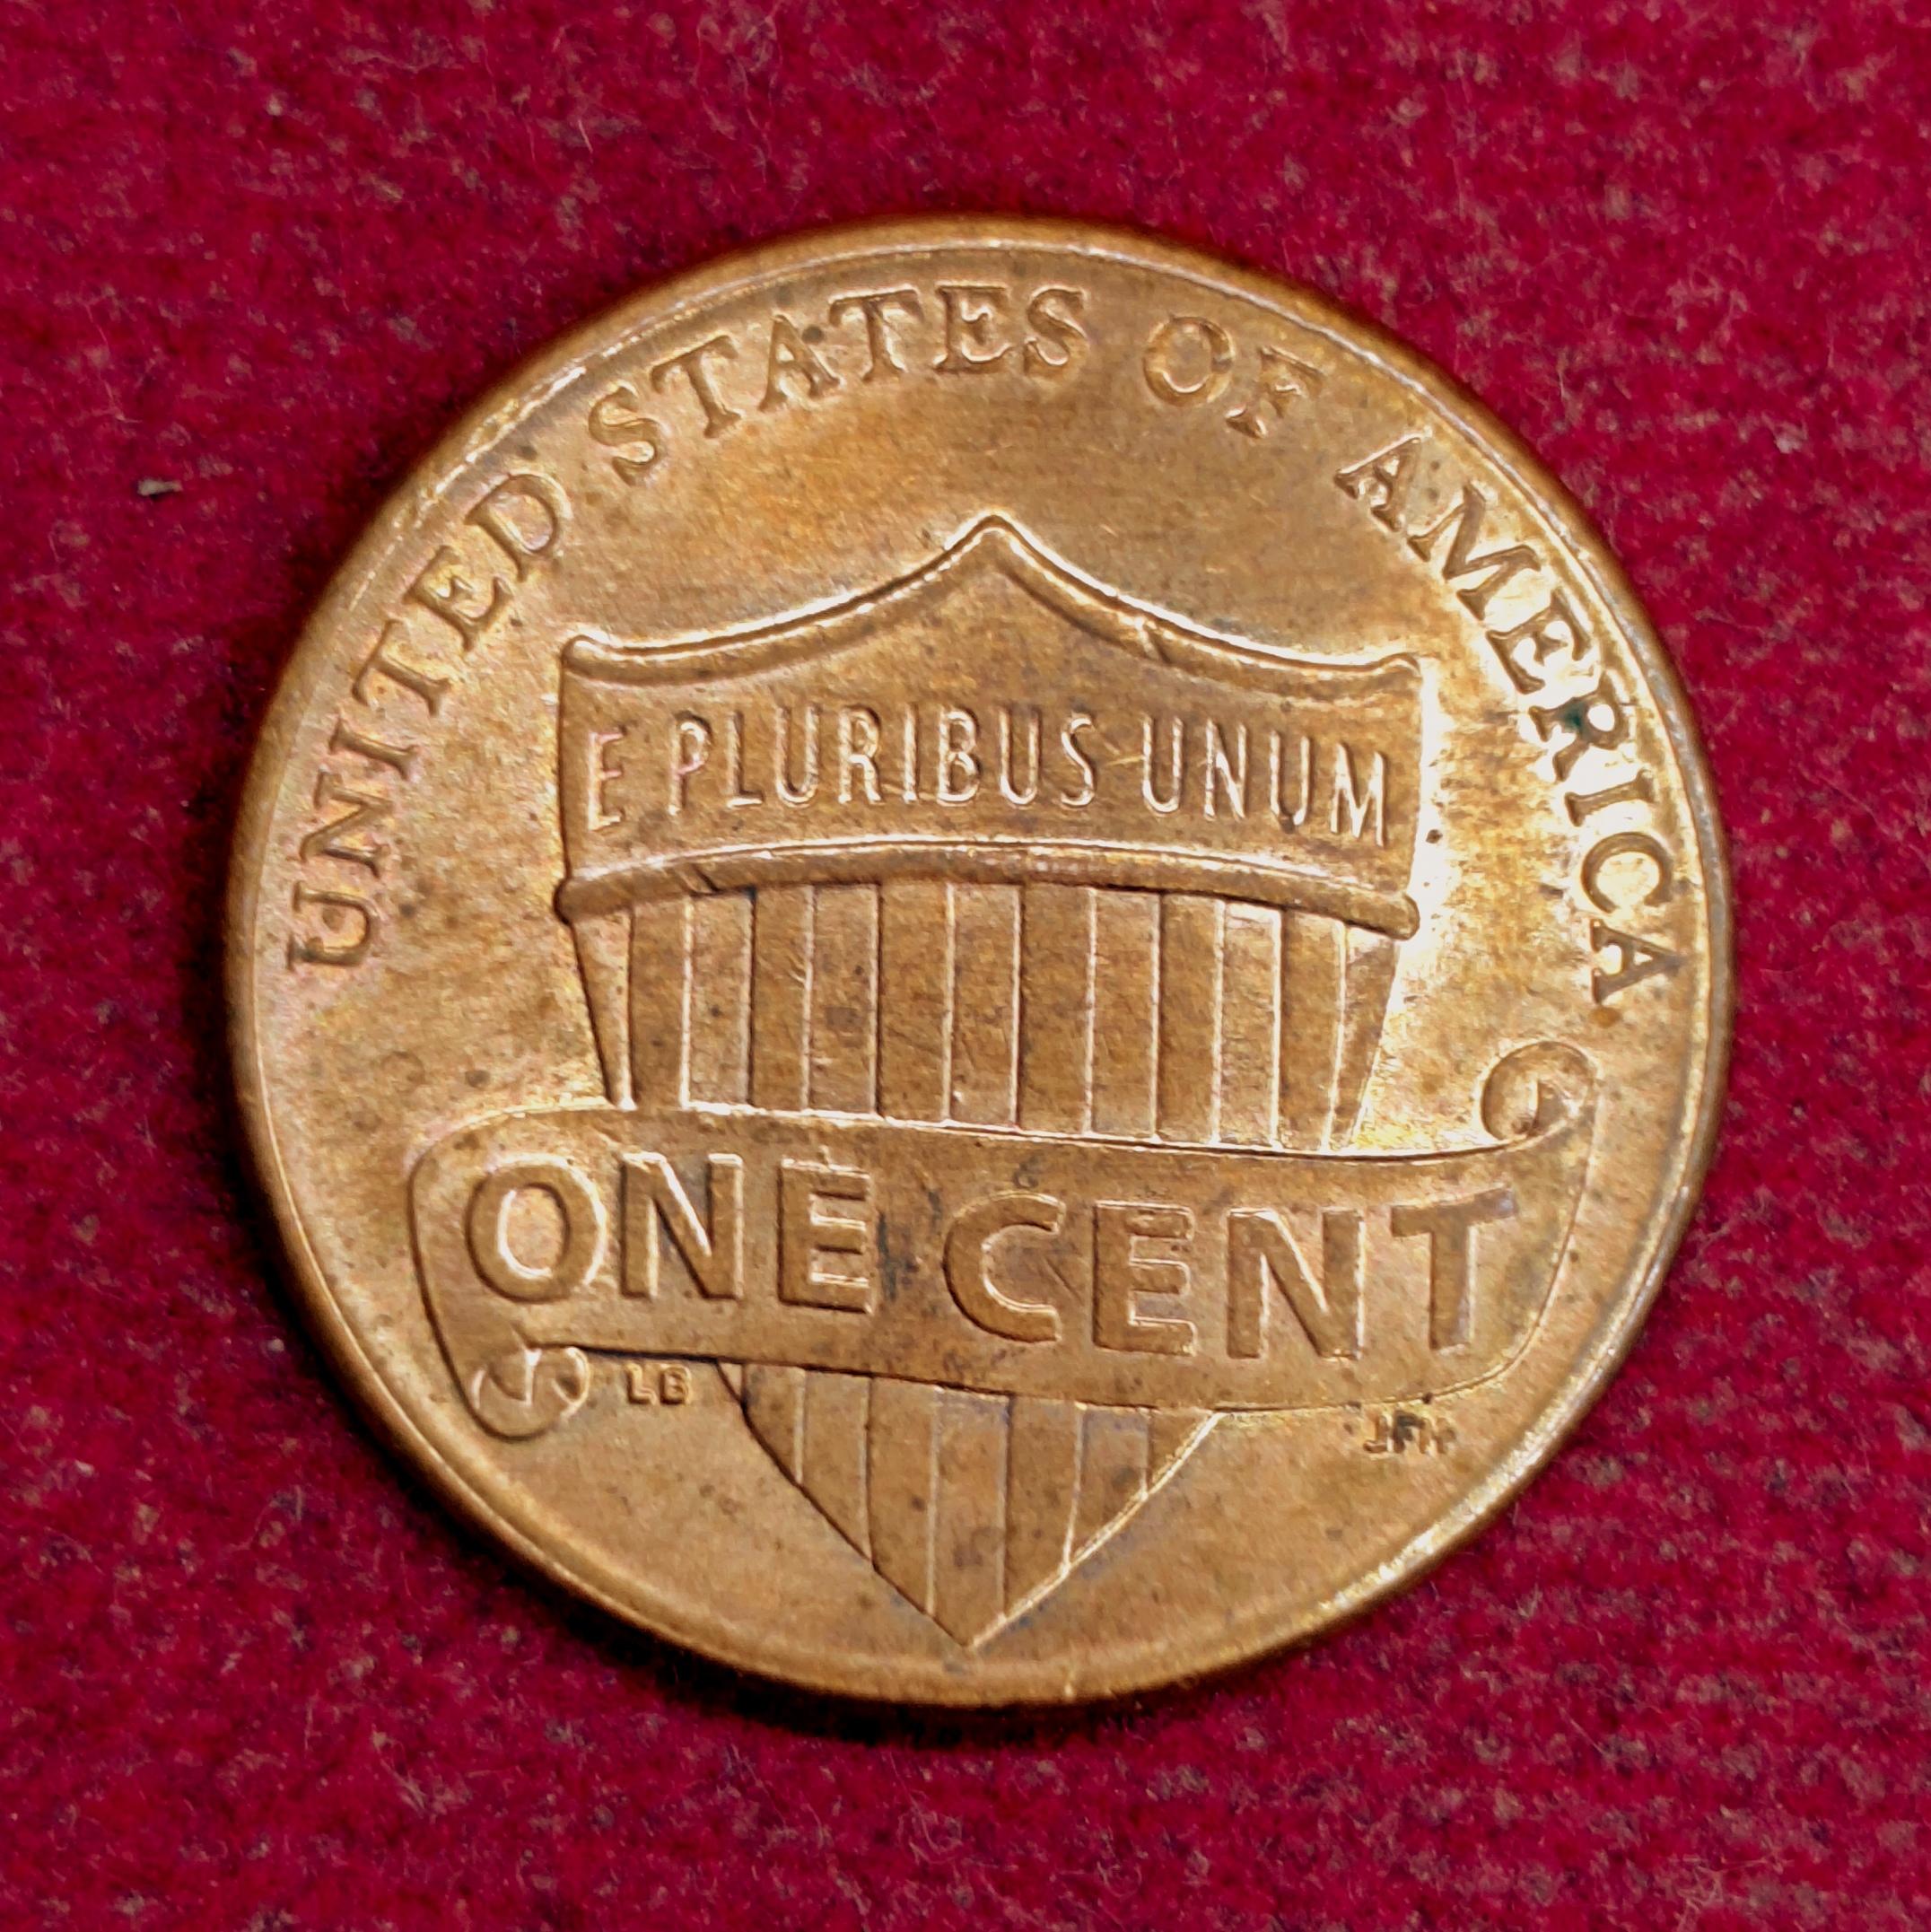 UNITED STATES OF AMERICA
E PLURIBUS UNUM
ONE CENT
LB
JFM